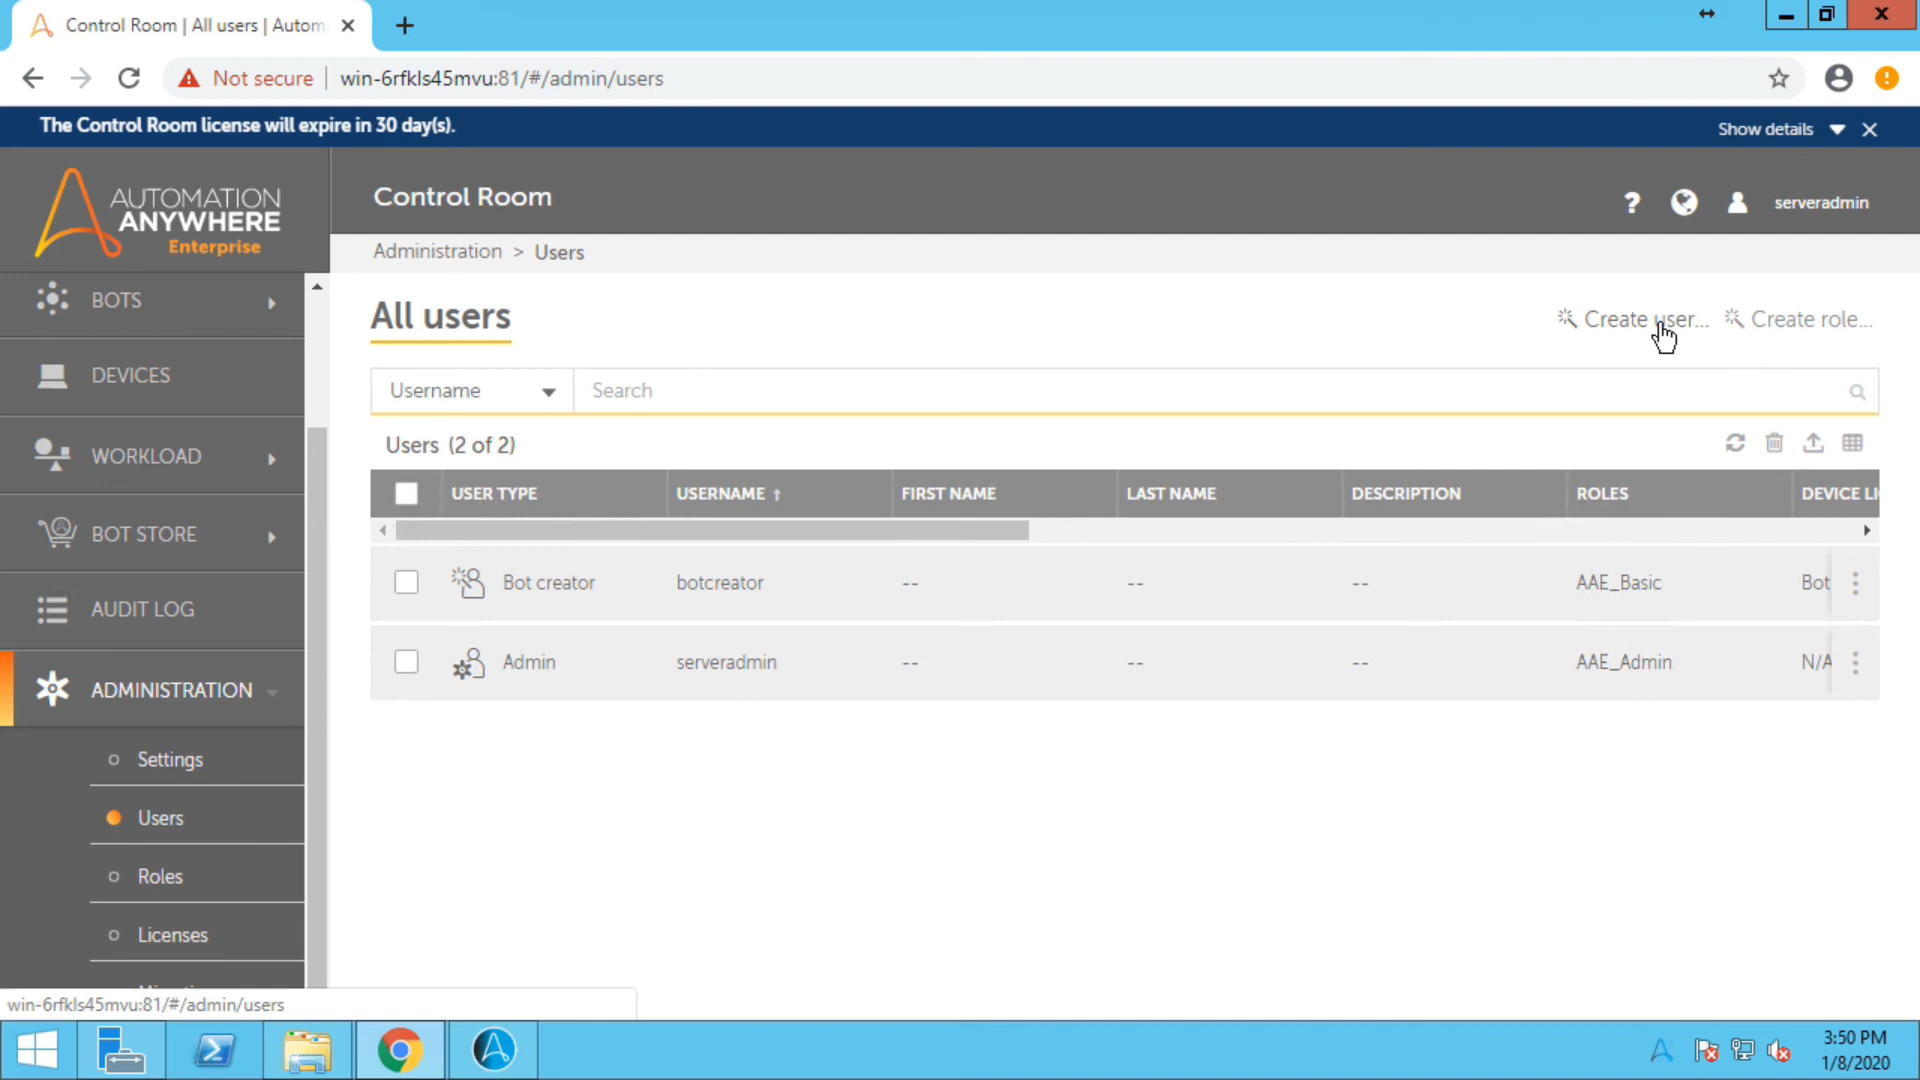 Control Room | All users | Autom
Not secure
win-6rfkls45mvu:81/#/admin/users
The Control Room license will expire in 30 day(s).
Show details
AUTOMATION
ANYWHERE
Enterprise
Control Room
serveradmin
Administration > Users
BOTS
DEVICES
WORKLOAD
BOT STORE
AUDIT LOG
ADMINISTRATION
Settings
Users
Roles
Licenses
All users
Create user...
Create role...
Username
Search
Users (2 of 2)
USER TYPE USERNAME FIRST NAME LAST NAME DESCRIPTION ROLES DEVICE LI
Bot creator botcreator -- -- -- AAE_Basic Bot
Admin serveradmin -- -- -- AAE_Admin N/A
win-6rfkls45mvu:81/#/admin/users
3:50 PM
1/8/2020